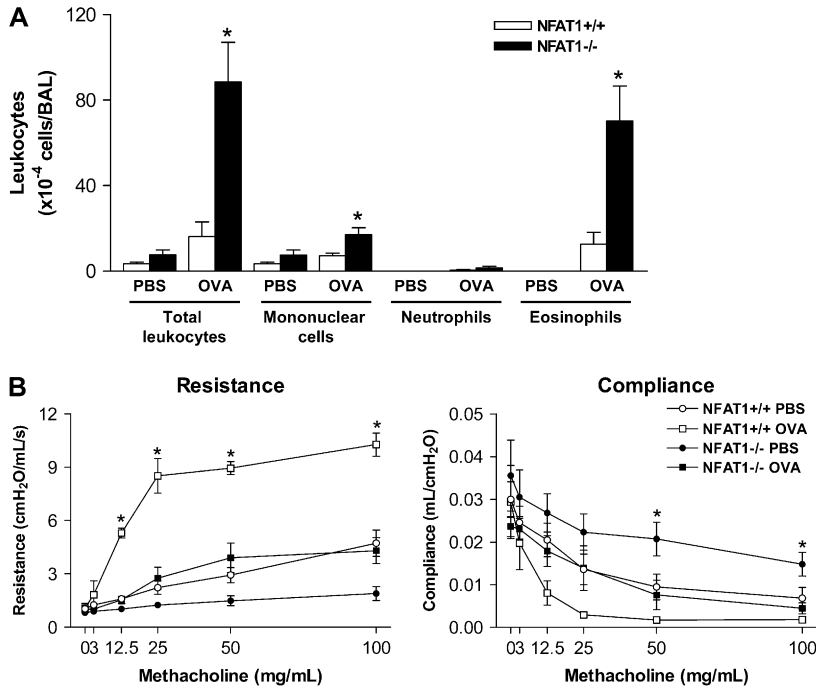 A
NFAT1+/+
NFAT1-/-
Leukocytes
(x10⁻⁴ cells/BAL)
120
80
40
0
*
*
*
PBS OVA PBS OVA PBS OVA PBS OVA
Total
leukocytes
Mononuclear
cells
Neutrophils
Eosinophils
B
Resistance
Resistance (cmH₂O/mL/s)
12
9
6
3
0
*
*
*
*
03 12.5 25 50 100
Methacholine (mg/mL)
Compliance
Compliance (mL/cmH₂O)
0.05
0.04
0.03
0.02
0.01
0.00
NFAT1+/+ PBS
NFAT1+/+ OVA
NFAT1-/- PBS
NFAT1-/- OVA
*
*
03 12.5 25 50 100
Methacholine (mg/mL)